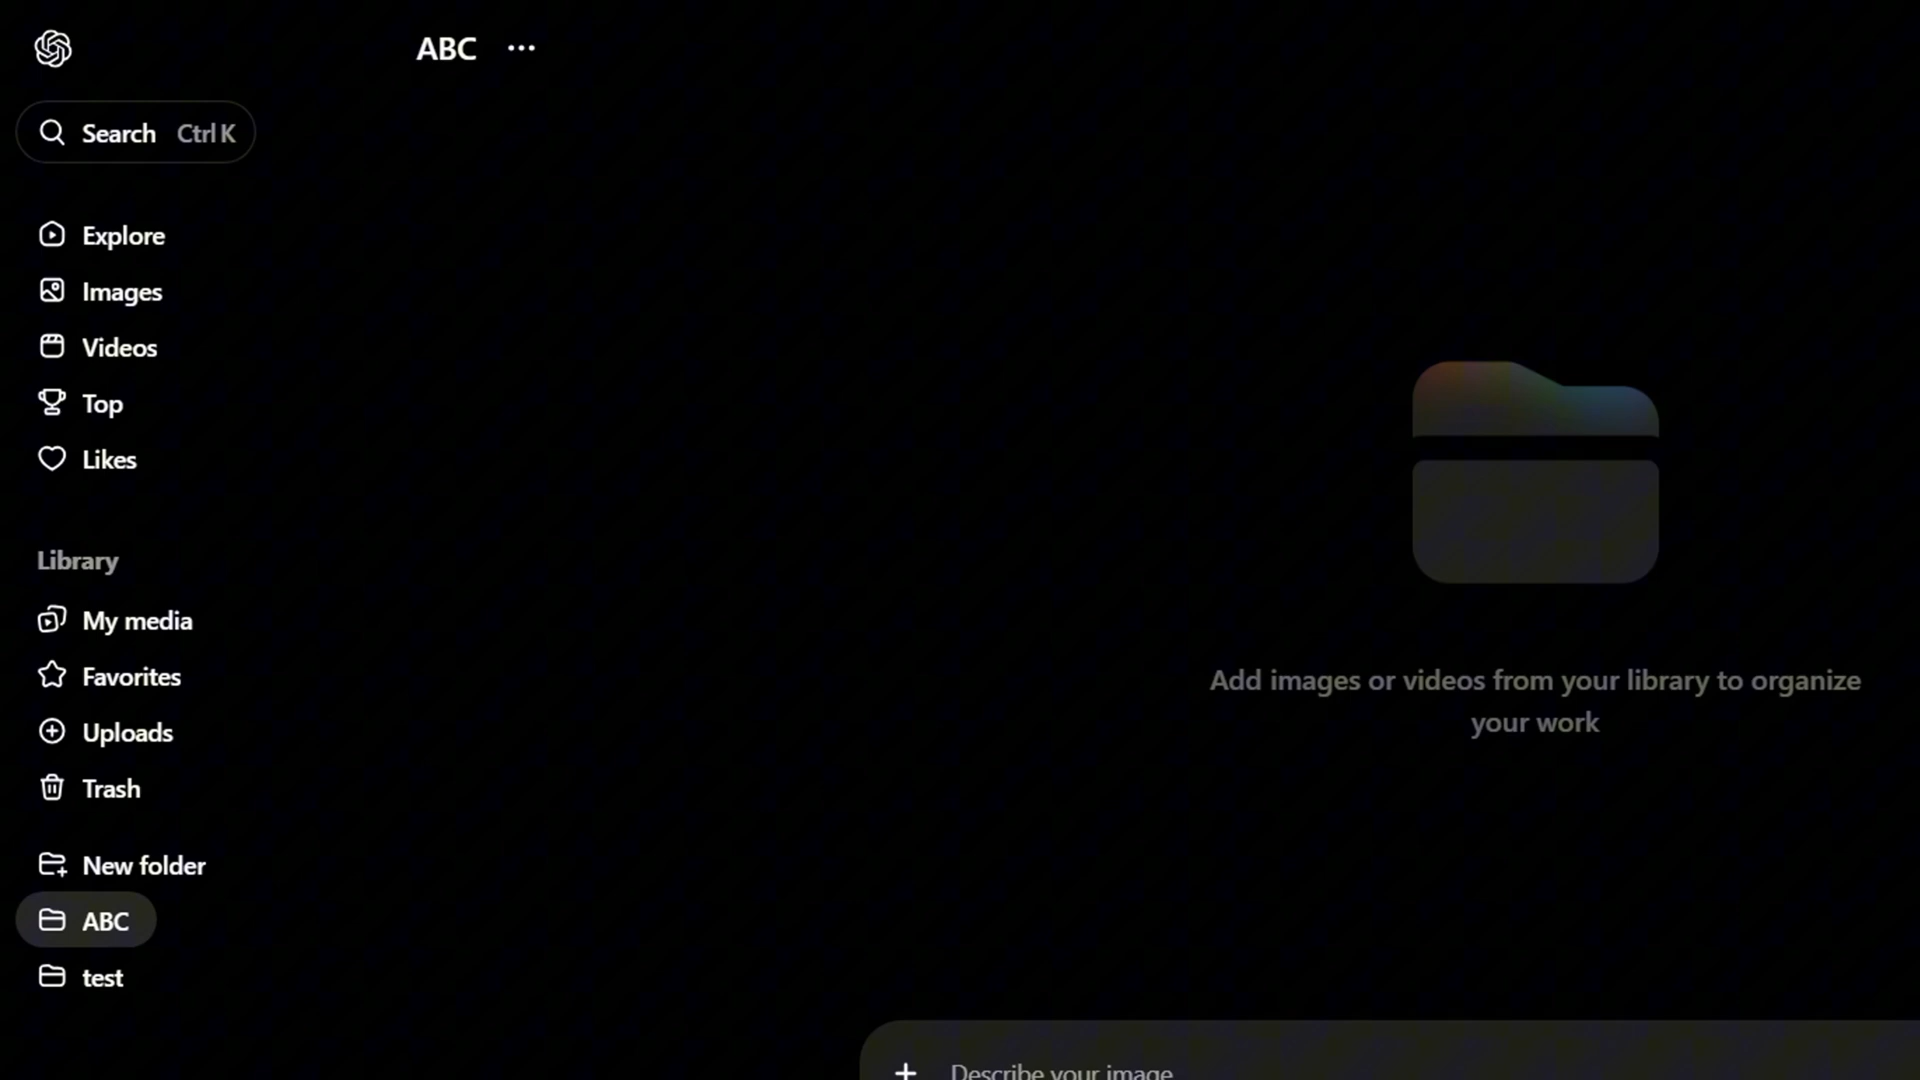 ABC
Search Ctrl K
Explore
Images
Videos
Top
Likes
Library
My media
Favorites
Uploads
Trash
New folder
ABC
test
Add images or videos from your library to organize
your work
Describe your image